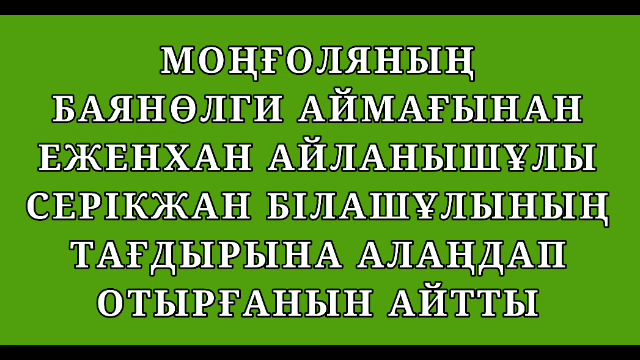 МОҢҒОЛЯНЫҢ
БАЯНӨЛГИ АЙМАҒЫНАН
ЕЖЕНХАН АЙЛАНЫШҰЛЫ
СЕРІКЖАН БІЛАШҰЛЫНЫҢ
ТАҒДЫРЫНА АЛАҢДАП
ОТЫРҒАНЫН АЙТТЫ